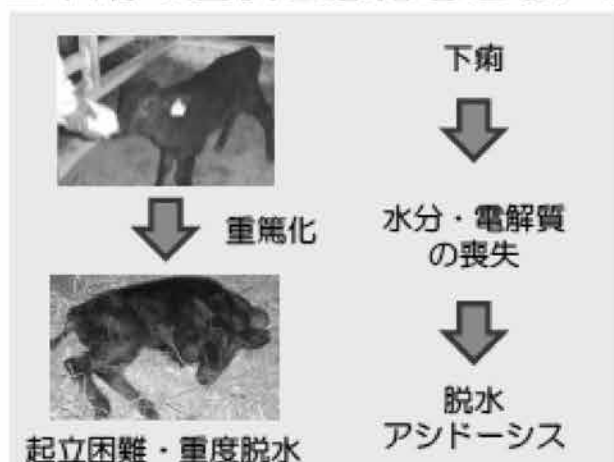 下痢
重篤化
水分・電解質
の喪失
脱水
アシドーシス
起立困難・重度脱水